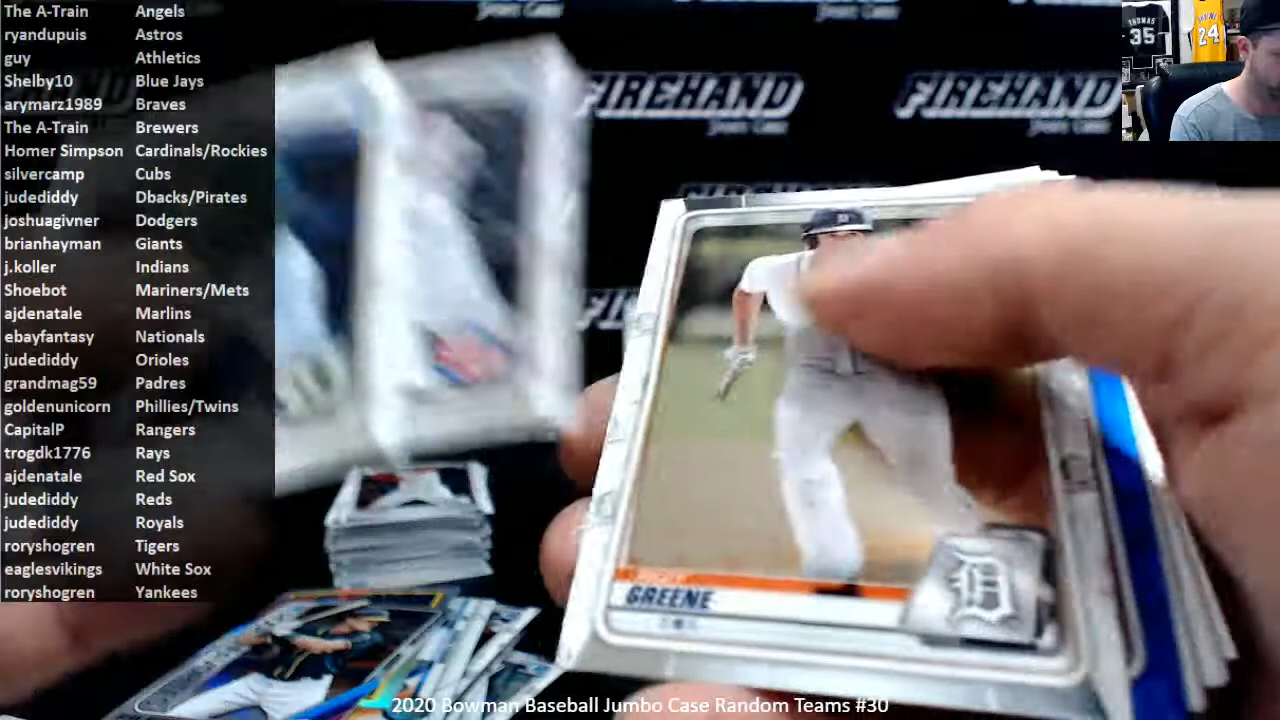 The A-Train Angels
ryandupuis Astros
guy Athletics
Shelby10 Blue Jays
arymarz1989 Braves
The A-Train Brewers
Homer Simpson Cardinals/Rockies
silvercamp Cubs
judediddy Dbacks/Pirates
joshuagivner Dodgers
brianhayman Giants
j.koller Indians
Shoebot Mariners/Mets
ajdenatale Marlins
ebayfantasy Nationals
judediddy Orioles
grandmag59 Padres
goldenunicorn Phillies/Twins
CapitalP Rangers
trogdk1776 Rays
ajdenatale Red Sox
judediddy Reds
judediddy Royals
roryshogren Tigers
eaglesvikings White Sox
roryshogren Yankees
FIREHAND
FIREHAND
THOMAS
35
24
GREENE
D
2020 Bowman Baseball Jumbo Case Random Teams #30